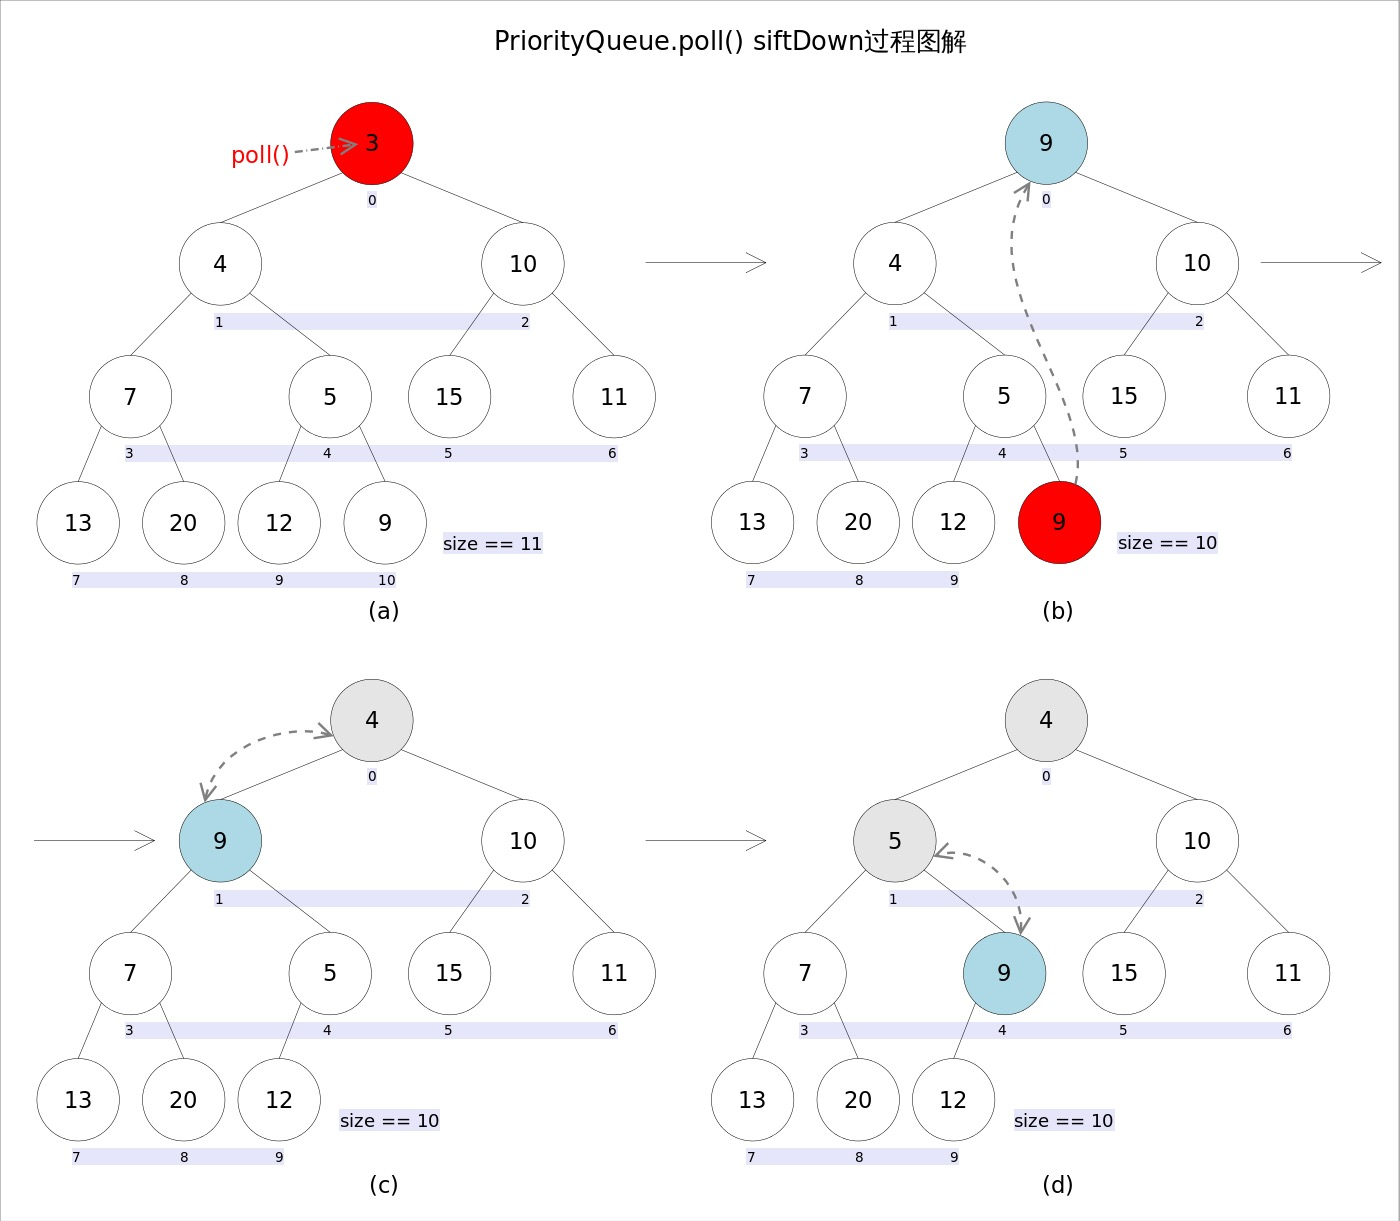 PriorityQueue.poll() siftDown过程图解
poll() 3
0
4 10
1 2
7 5 15 11
3 4 5 6
13 20 12 9
size == 11
7 8 9 10
(a)
9
0
4 10
1 2
7 5 15 11
3 4 5 6
13 20 12 9
size == 10
7 8 9
(b)
4
0
9 10
1 2
7 5 15 11
3 4 5 6
13 20 12
size == 10
7 8 9
(c)
4
0
5 10
1 2
7 9 15 11
3 4 5 6
13 20 12
size == 10
7 8 9
(d)